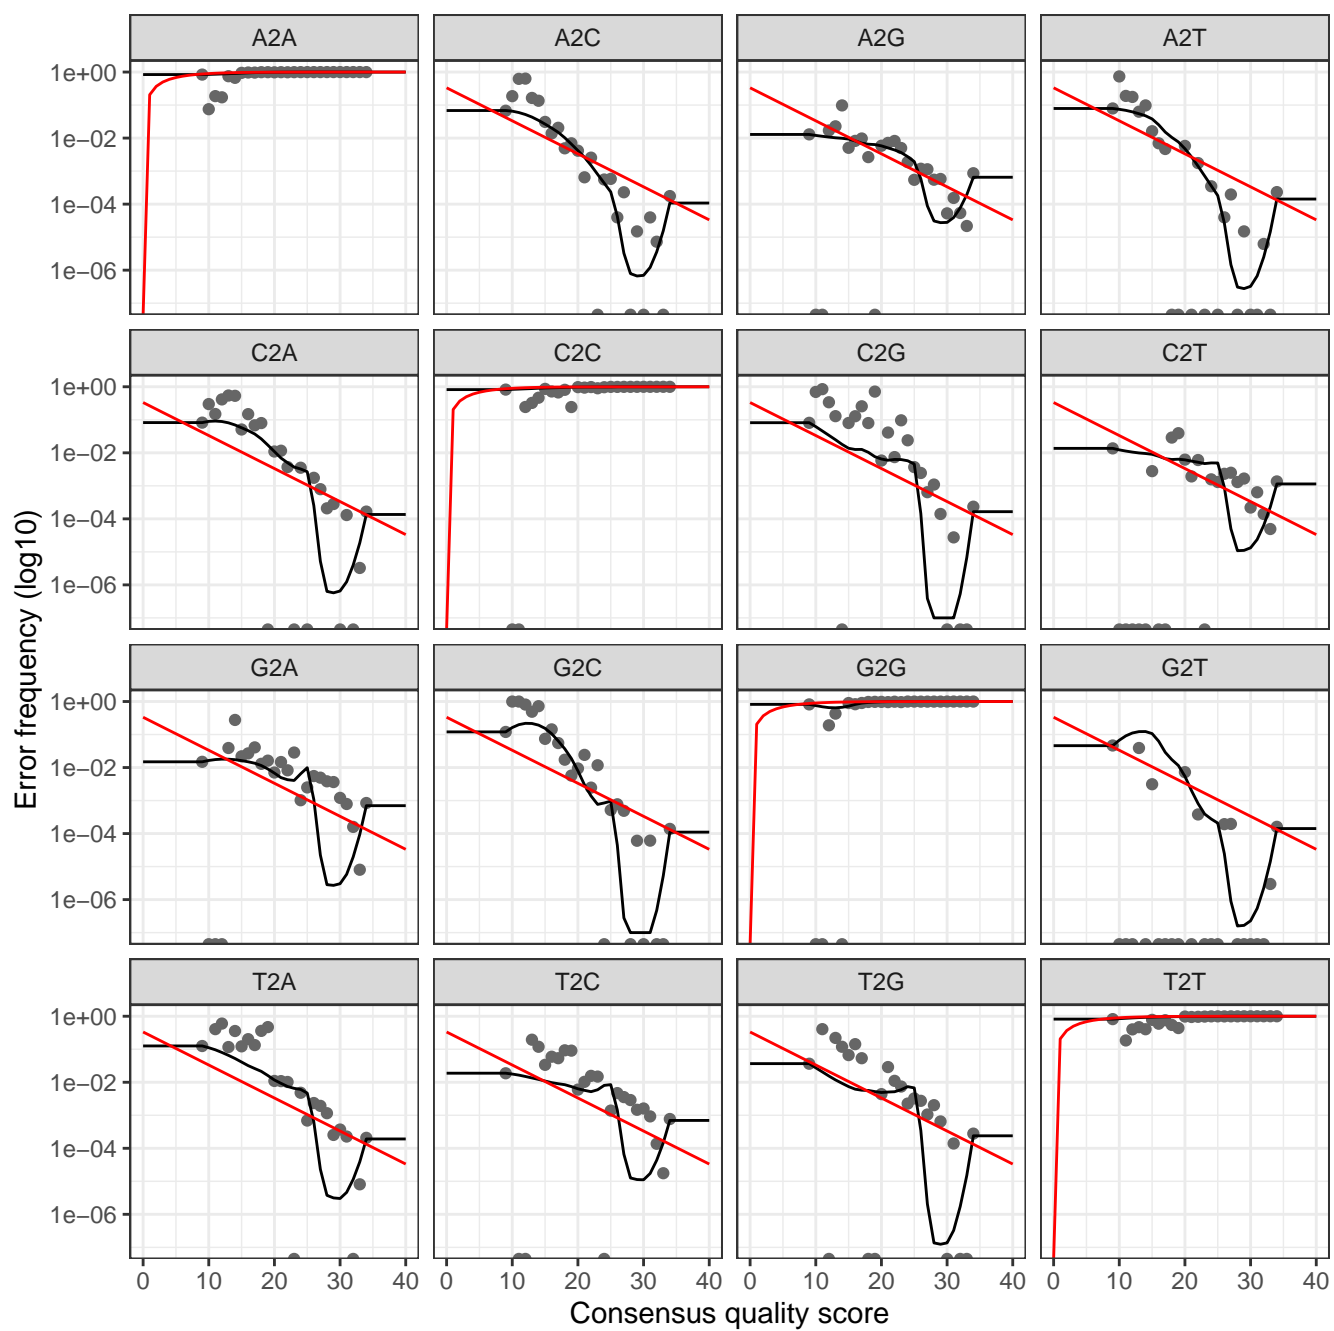 A2A A2C A2G A2T
1e+00
1e−02
1e−04
1e−06
C2A C2C C2G C2T
1e+00
1e−02
1e−04
1e−06
G2A G2C G2G G2T
1e+00
1e−02
1e−04
1e−06
T2A T2C T2G T2T
1e+00
1e−02
1e−04
1e−06
0 10 20 30 40 0 10 20 30 40 0 10 20 30 40 0 10 20 30 40
Consensus quality score
Error frequency (log10)